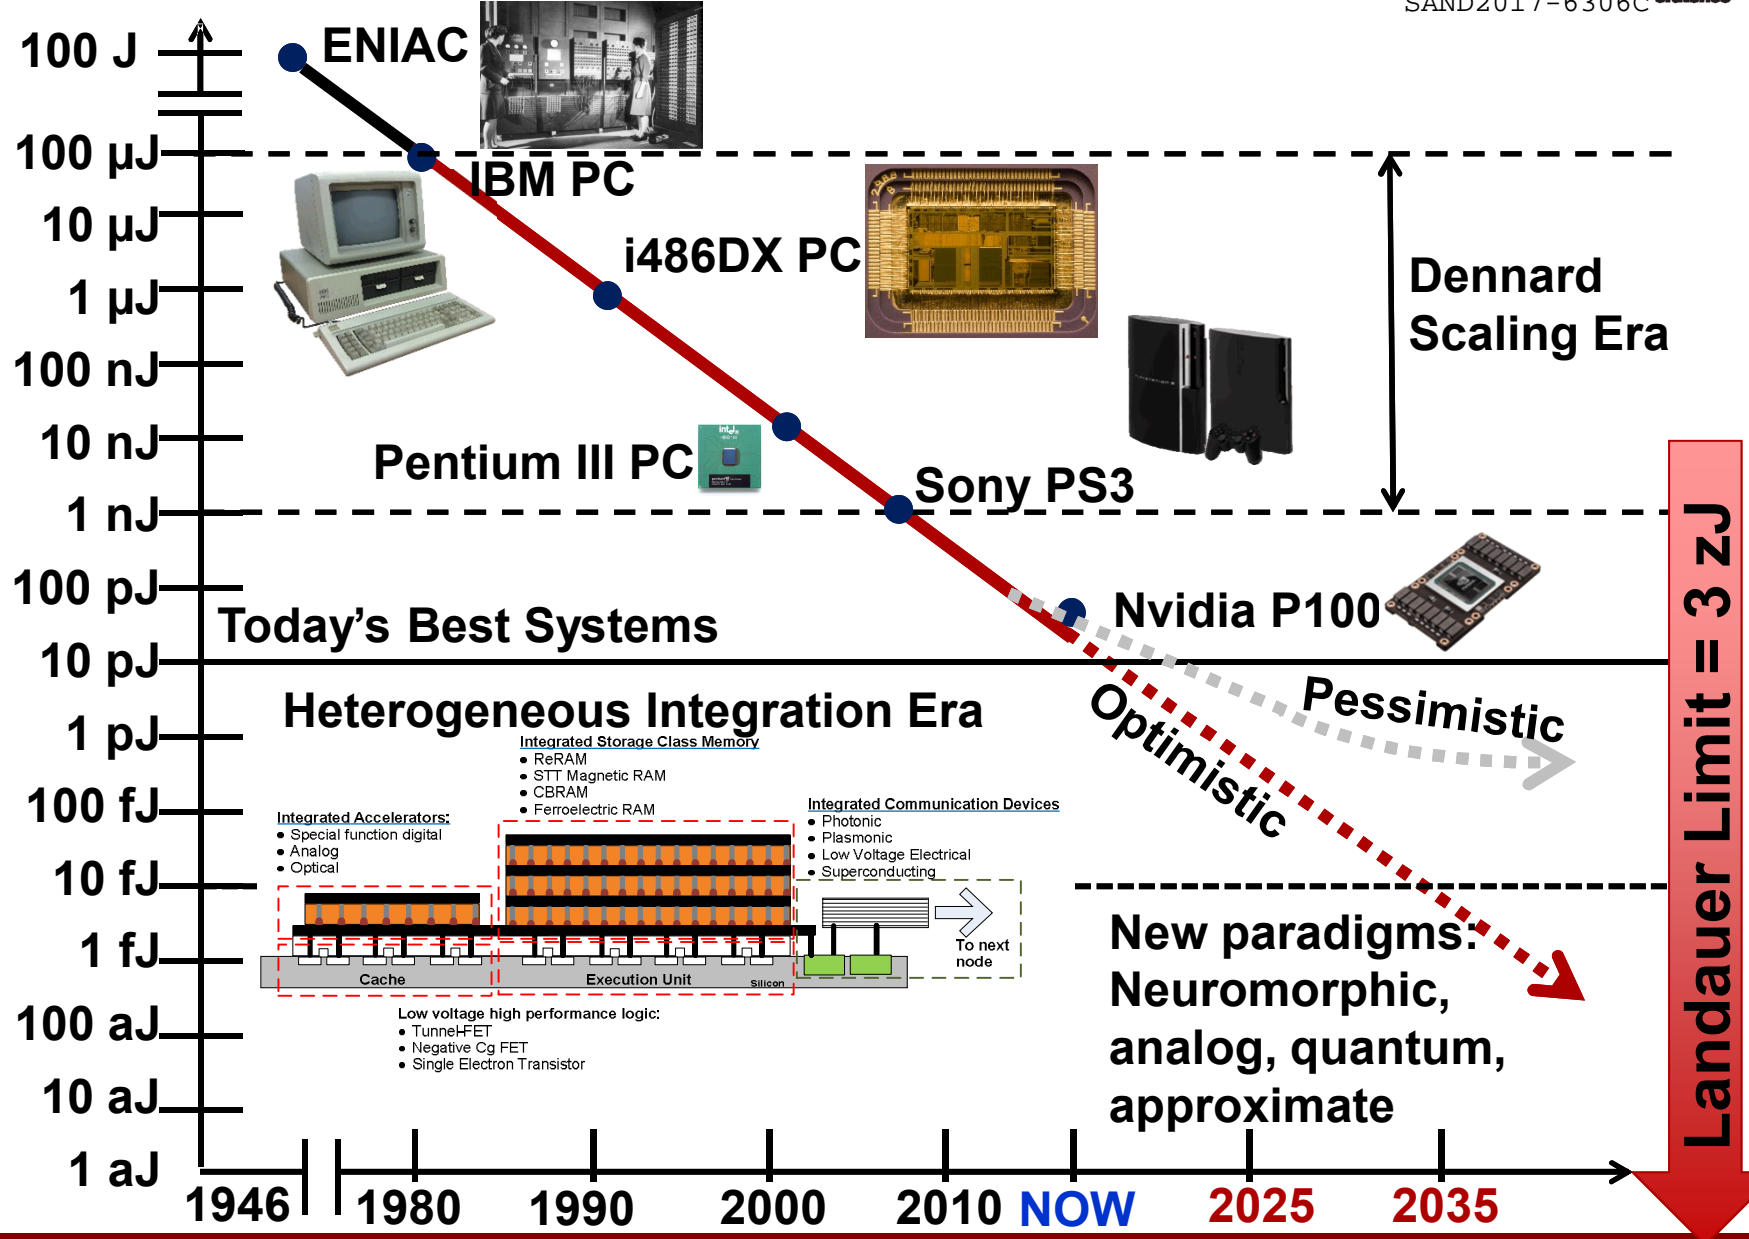 SAND2017-6306C
100 J
ENIAC
100 µJ
IBM PC
10 µJ
i486DX PC
1 µJ
Dennard
Scaling Era
100 nJ
10 nJ
Pentium III PC
intel
Sony PS3
1 nJ
100 pJ
Nvidia P100
Today's Best Systems
10 pJ
Heterogeneous Integration Era
Optimistic
Pessimistic
1 pJ
Integrated Storage Class Memory
• ReRAM
• STT Magnetic RAM
• CBRAM
• Ferroelectric RAM
100 fJ
Integrated Accelerators:
• Special function digital
• Analog
• Optical
Integrated Communication Devices
• Photonic
• Plasmonic
• Low Voltage Electrical
• Superconducting
10 fJ
To next
node
1 fJ
Cache
Execution Unit
Silicon
Low voltage high performance logic:
• Tunnel-FET
• Negative Cg FET
• Single Electron Transistor
New paradigms:
Neuromorphic,
analog, quantum,
approximate
100 aJ
10 aJ
1 aJ
Landauer Limit = 3 zJ
1946
1980
1990
2000
2010
NOW
2025
2035